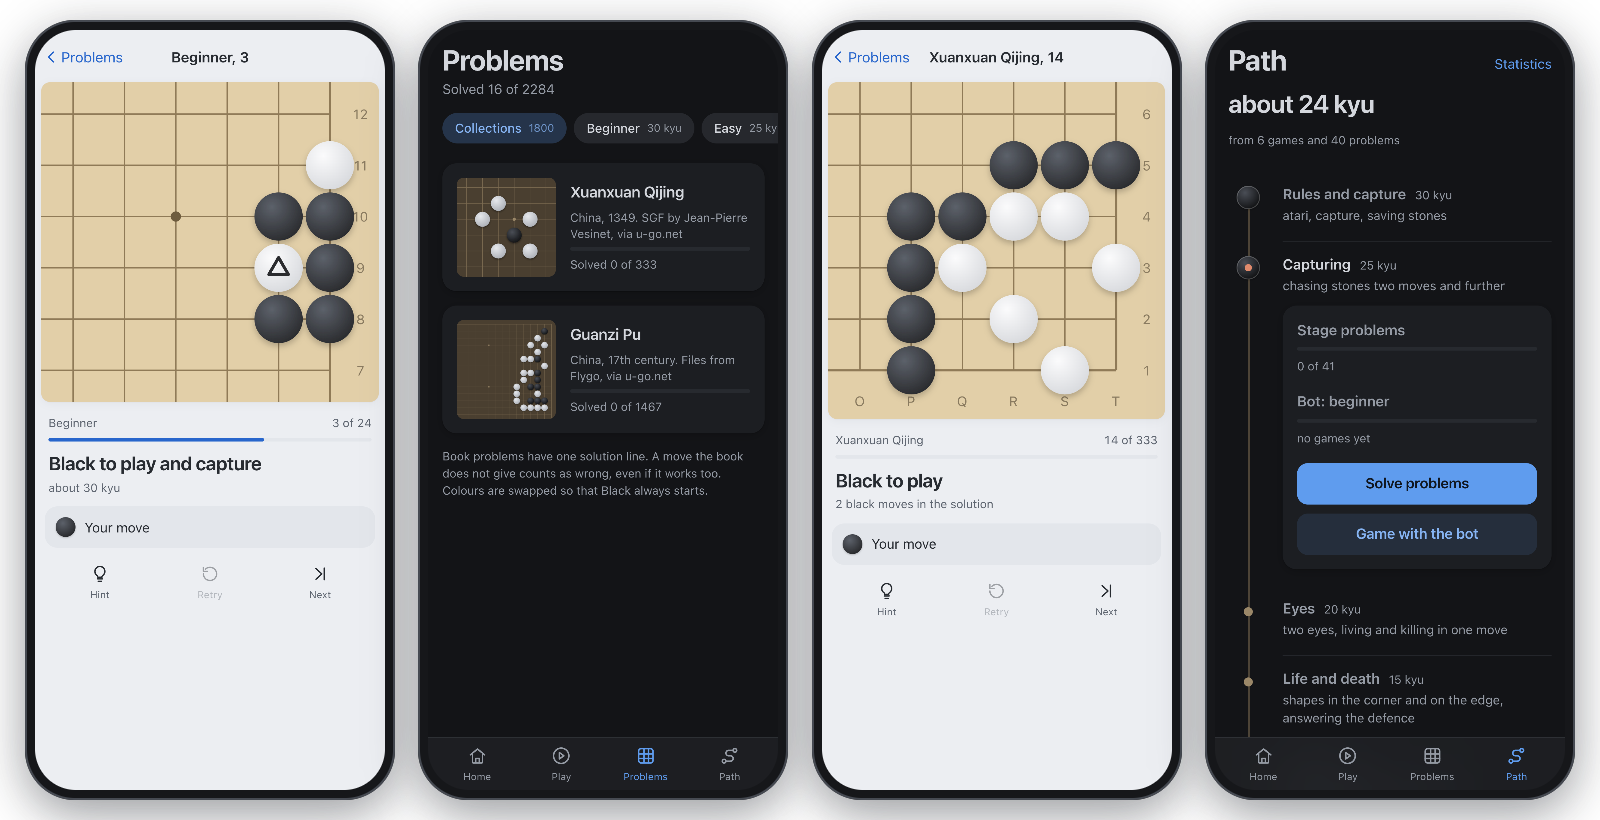 Problems
Beginner, 3
12
11
10
9
8
7
Beginner
3 of 24
Black to play and capture
about 30 kyu
Your move
Hint
Retry
Next
Problems
Solved 16 of 2284
Collections 1800
Beginner 30 kyu
Easy 25 ky
Xuanxuan Qijing
China, 1349. SGF by Jean-Pierre
Vesinet, via u-go.net
Solved 0 of 333
Guanzi Pu
China, 17th century. Files from
Flygo, via u-go.net
Solved 0 of 1467
Book problems have one solution line. A move the book
does not give counts as wrong, even if it works too.
Colours are swapped so that Black always starts.
Home
Play
Problems
Path
Problems
Xuanxuan Qijing, 14
6
5
4
3
2
1
O P Q R S T
Xuanxuan Qijing
14 of 333
Black to play
2 black moves in the solution
Your move
Hint
Retry
Next
Path
Statistics
about 24 kyu
from 6 games and 40 problems
Rules and capture 30 kyu
atari, capture, saving stones
Capturing 25 kyu
chasing stones two moves and further
Stage problems
0 of 41
Bot: beginner
no games yet
Solve problems
Game with the bot
Eyes 20 kyu
two eyes, living and killing in one move
Life and death 15 kyu
shapes in the corner and on the edge,
answering the defence
Home
Play
Problems
Path